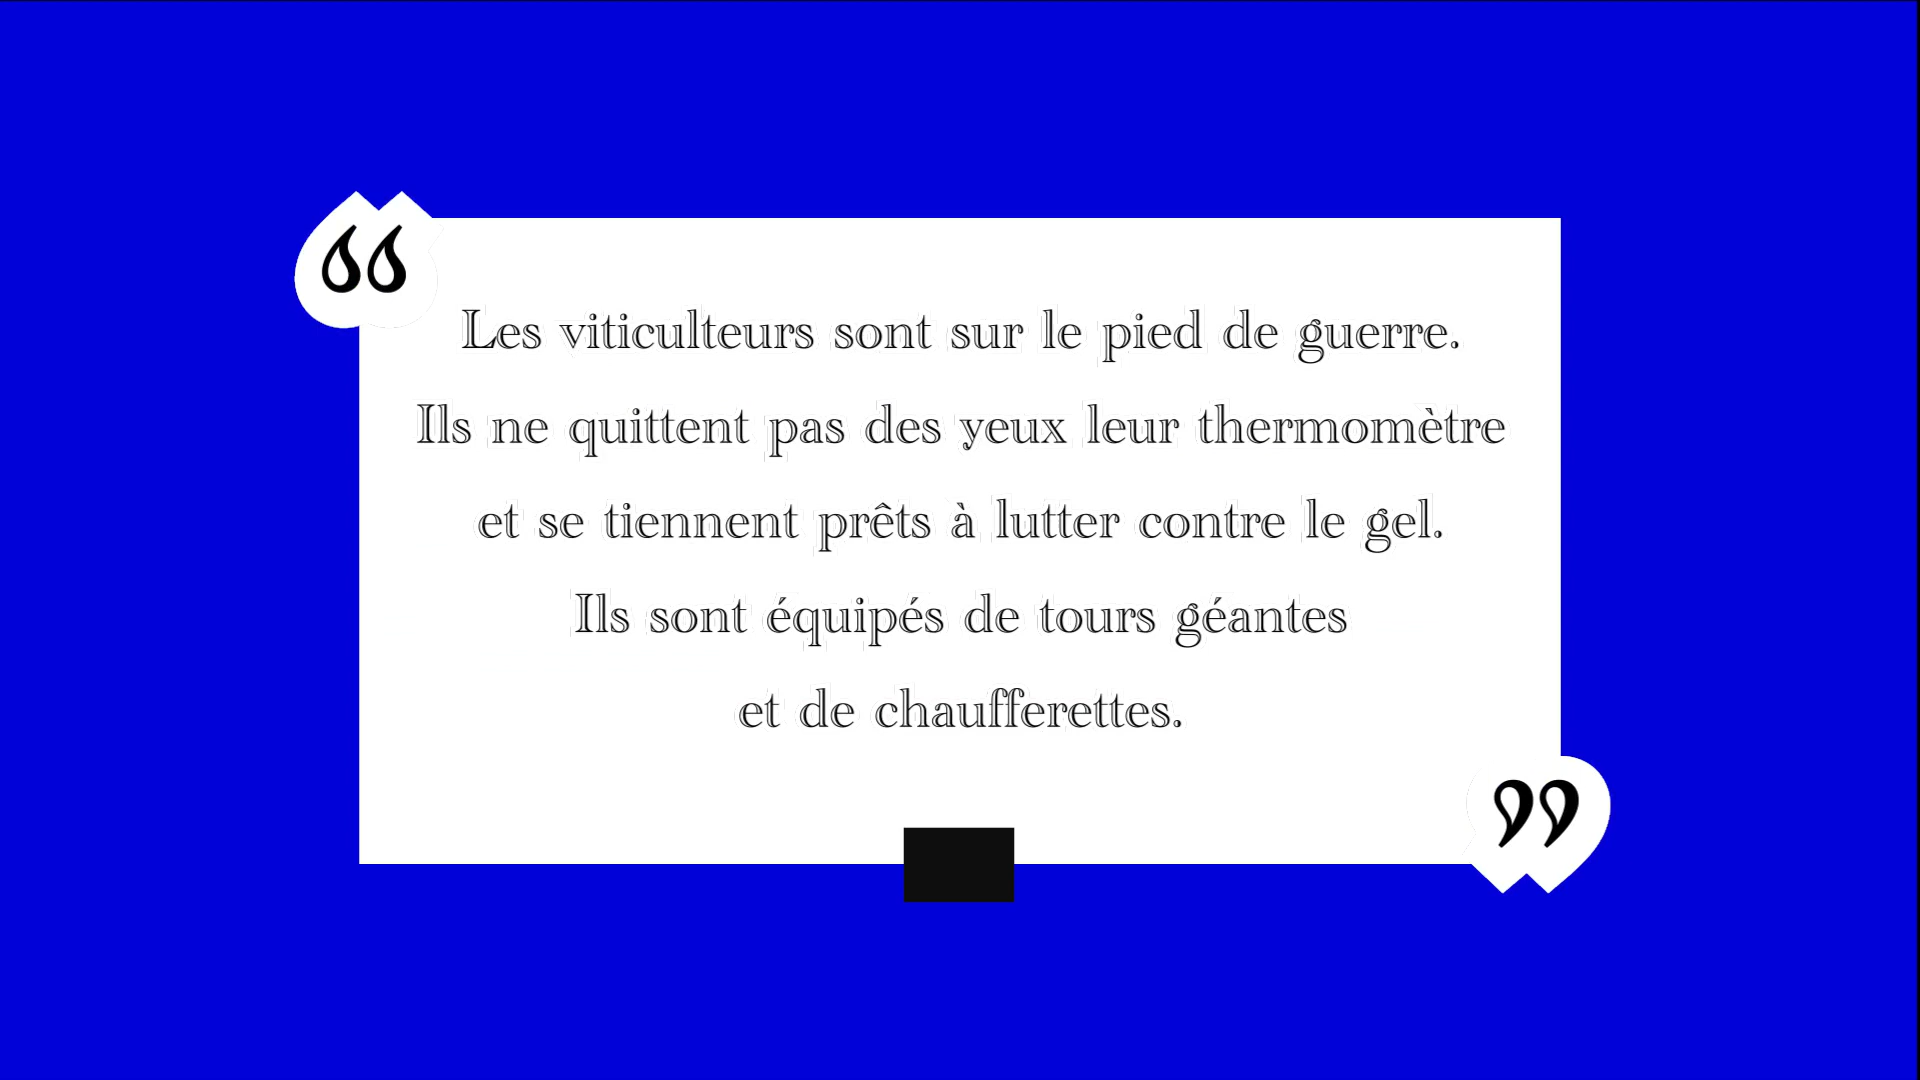 “
Les viticulteurs sont sur le pied de guerre.
Ils ne quittent pas des yeux leur thermomètre
et se tiennent prêts à lutter contre le gel.
Ils sont équipés de tours géantes
et de chaufferettes.
”